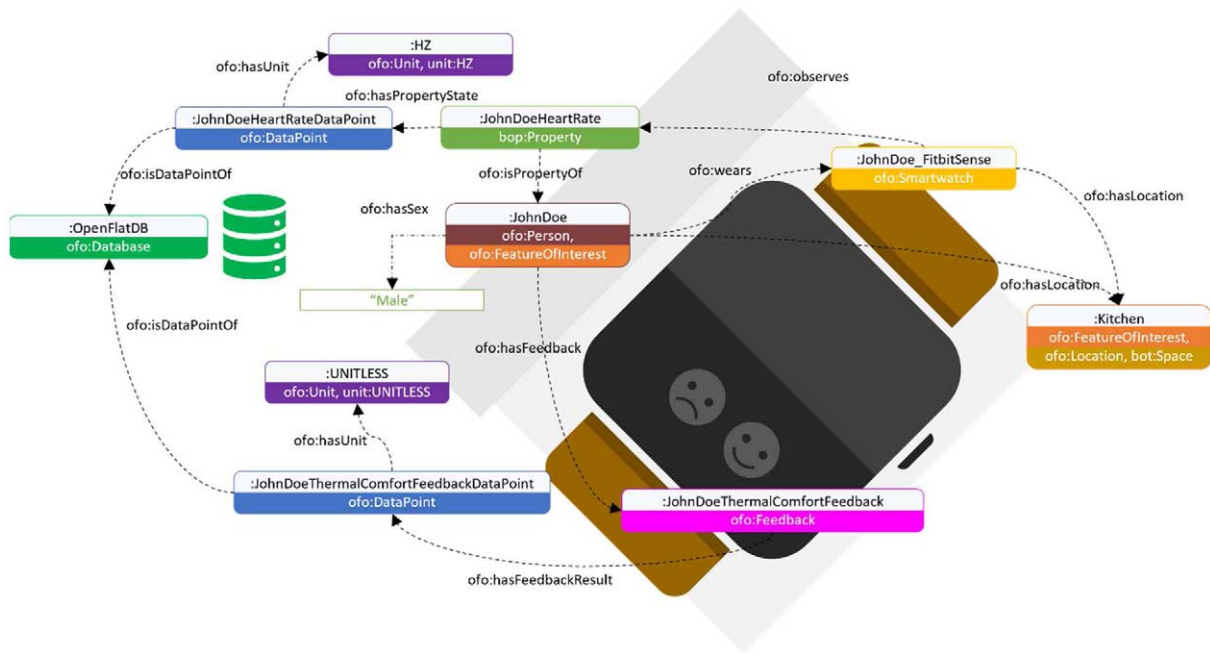 :HZ
ofo:Unit, unit:HZ
ofo:hasUnit
ofo:observes
ofo:hasPropertyState
:JohnDoeHeartRateDataPoint
ofo:DataPoint
:JohnDoeHeartRate
bop:Property
:JohnDoe_FitbitSense
ofo:Smartwatch
ofo:isDataPointOf
ofo:isPropertyOf
ofo:wears
ofo:hasLocation
ofo:hasSex
:OpenFlatDB
ofo:Database
:JohnDoe
ofo:Person,
ofo:FeatureOfInterest
ofo:hasLocation
"Male"
:Kitchen
ofo:FeatureOfInterest,
ofo:Location, bot:Space
ofo:isDataPointOf
ofo:hasFeedback
:UNITLESS
ofo:Unit, unit:UNITLESS
ofo:hasUnit
:JohnDoeThermalComfortFeedbackDataPoint
ofo:DataPoint
:JohnDoeThermalComfortFeedback
ofo:Feedback
ofo:hasFeedbackResult